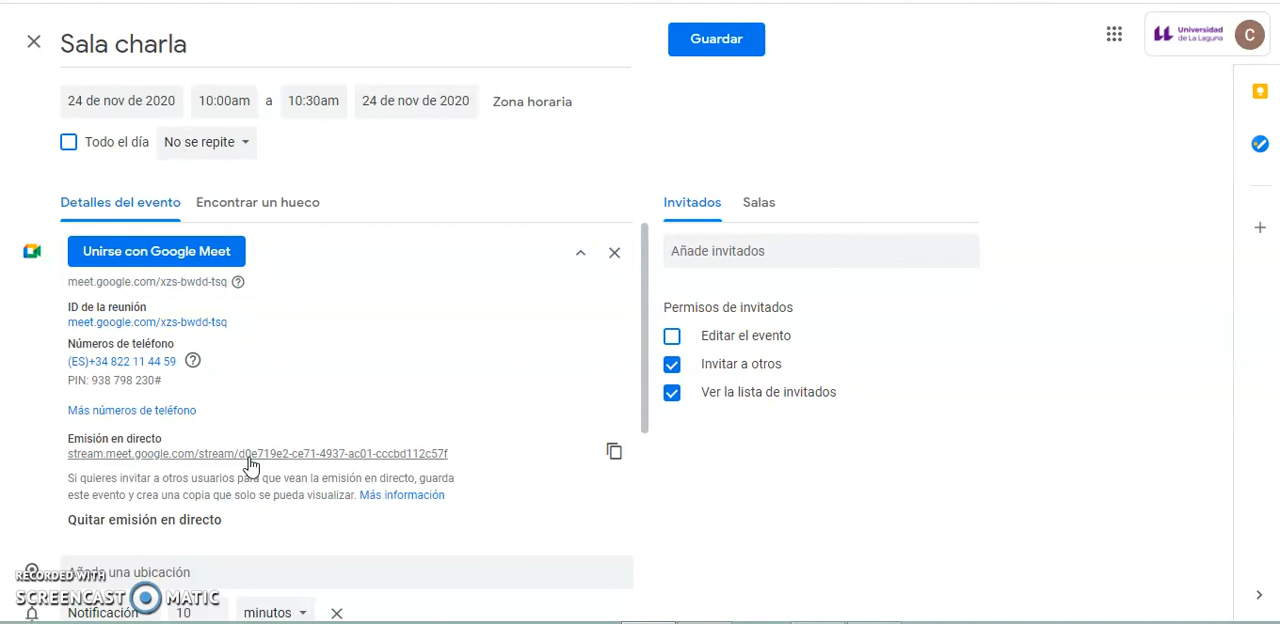 Sala charla
Guardar
Universidad
de La Laguna
C
24 de nov de 2020 10:00am a 10:30am 24 de nov de 2020 Zona horaria
Todo el día No se repite
Detalles del evento Encontrar un hueco
Invitados Salas
Unirse con Google Meet
meet.google.com/xzs-bwdd-tsq
ID de la reunión
meet.google.com/xzs-bwdd-tsq
Números de teléfono
(ES)+34 822 11 44 59
PIN: 938 798 230#
Más números de teléfono
Emisión en directo
stream.meet.google.com/stream/d0e719e2-ce71-4937-ac01-cccbd112c57f
Si quieres invitar a otros usuarios para que vean la emisión en directo, guarda
este evento y crea una copia que solo se pueda visualizar. Más información
Quitar emisión en directo
Añade invitados
Permisos de invitados
Editar el evento
Invitar a otros
Ver la lista de invitados
Añade una ubicación
RECORDED WITH
SCREENCAST MATIC
Notificación 10 minutos